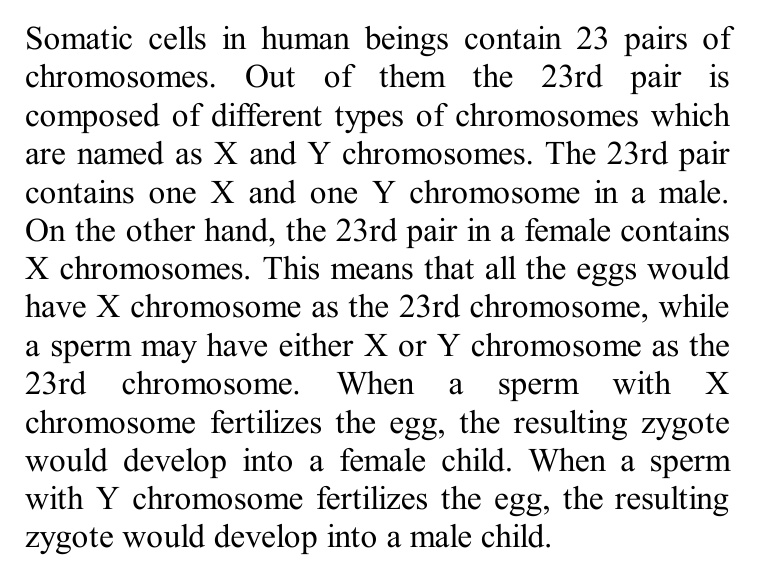 Somatic cells in human beings contain 23 pairs of
chromosomes. Out of them the 23rd pair is
composed of different types of chromosomes which
are named as X and Y chromosomes. The 23rd pair
contains one X and one Y chromosome in a male.
On the other hand, the 23rd pair in a female contains
X chromosomes. This means that all the eggs would
have X chromosome as the 23rd chromosome, while
a sperm may have either X or Y chromosome as the
23rd chromosome. When a sperm with X
chromosome fertilizes the egg, the resulting zygote
would develop into a female child. When a sperm
with Y chromosome fertilizes the egg, the resulting
zygote would develop into a male child.